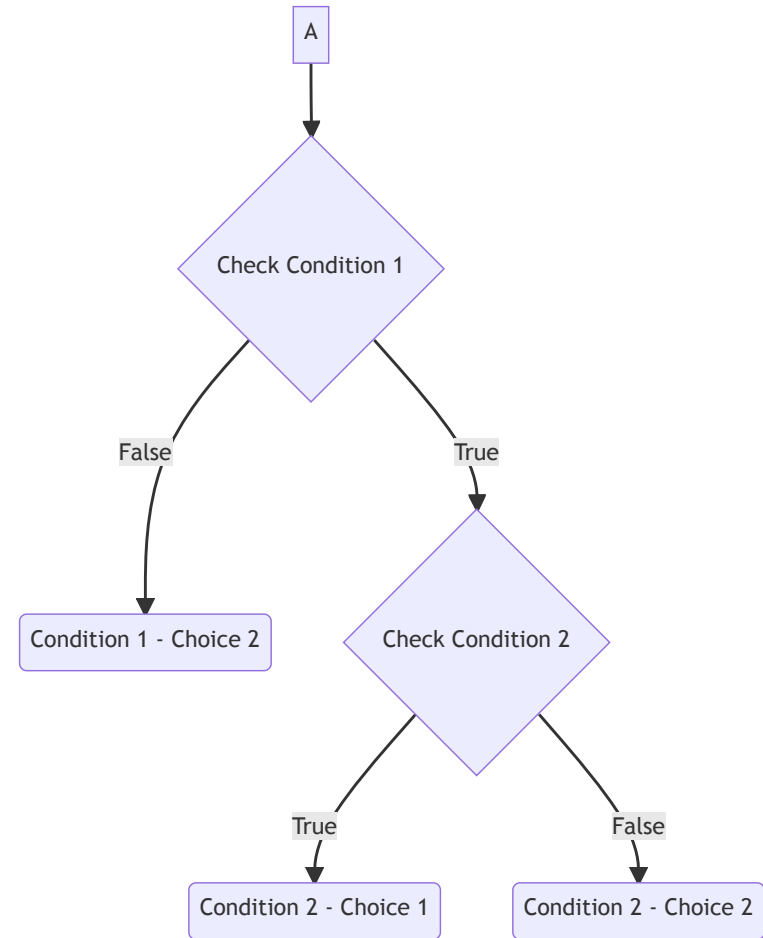 A
Check Condition 1
False
True
Condition 1 - Choice 2
Check Condition 2
True
False
Condition 2 - Choice 1
Condition 2 - Choice 2